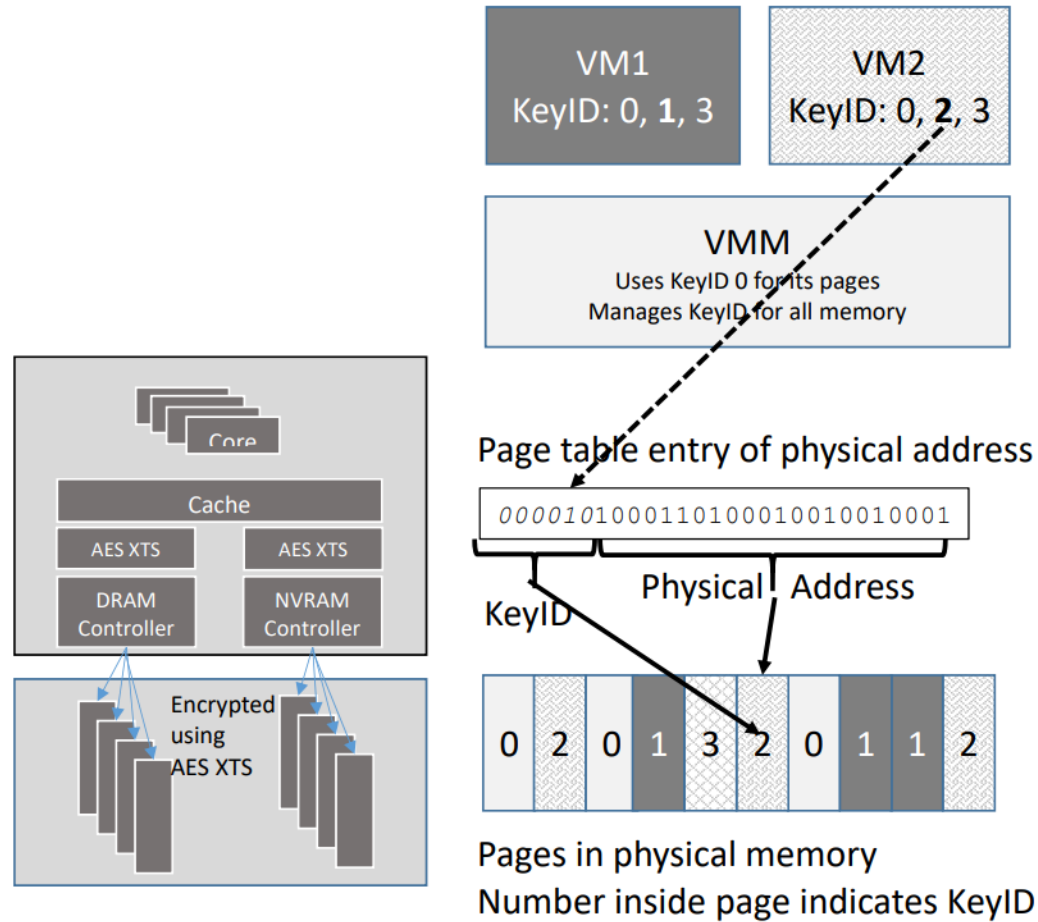 VM1
KeyID: 0, 1, 3
VM2
KeyID: 0, 2, 3
VMM
Uses KeyID 0 for its pages
Manages KeyID for all memory
Core
Cache
AES XTS
AES XTS
DRAM
Controller
NVRAM
Controller
Encrypted
using
AES XTS
Page table entry of physical address
000010100011010001001001 0001
KeyID
Physical Address
0 2 0 1 3 2 0 1 1 2
Pages in physical memory
Number inside page indicates KeyID